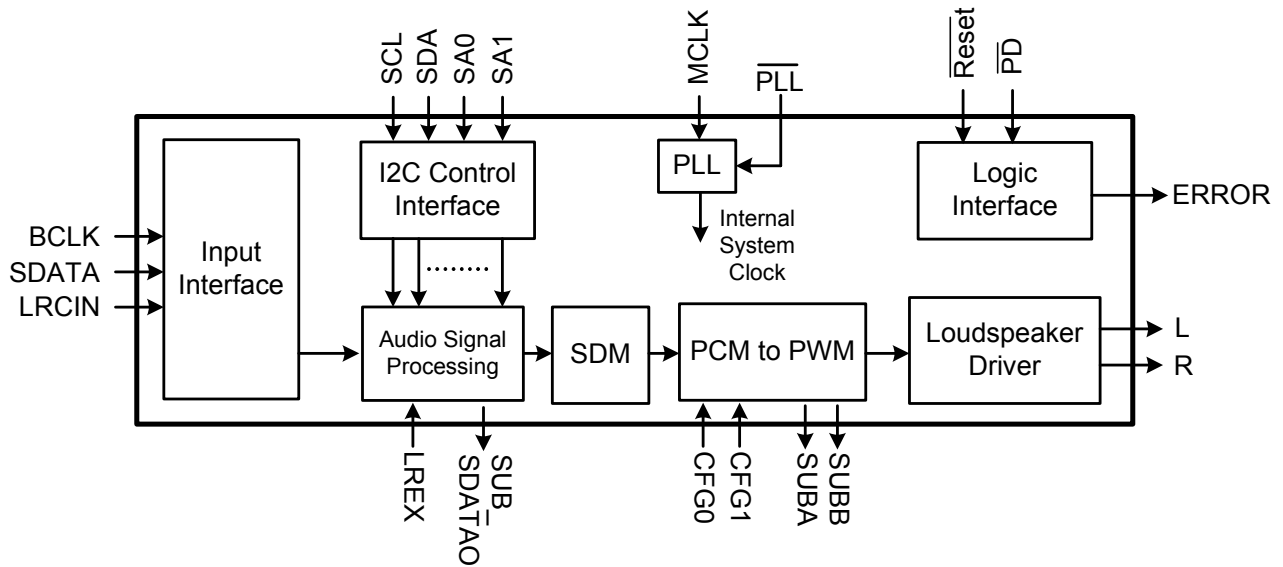 SCL
SDA
SA0
SA1
MCLK
PLL
Reset
PD
I2C Control
Interface
PLL
Logic
Interface
ERROR
Internal
System
Clock
BCLK
SDATA
LRCIN
Input
Interface
Audio Signal
Processing
SDM
PCM to PWM
Loudspeaker
Driver
L
R
LREX
SUB
SDATAO
CFG0
CFG1
SUBA
SUBB